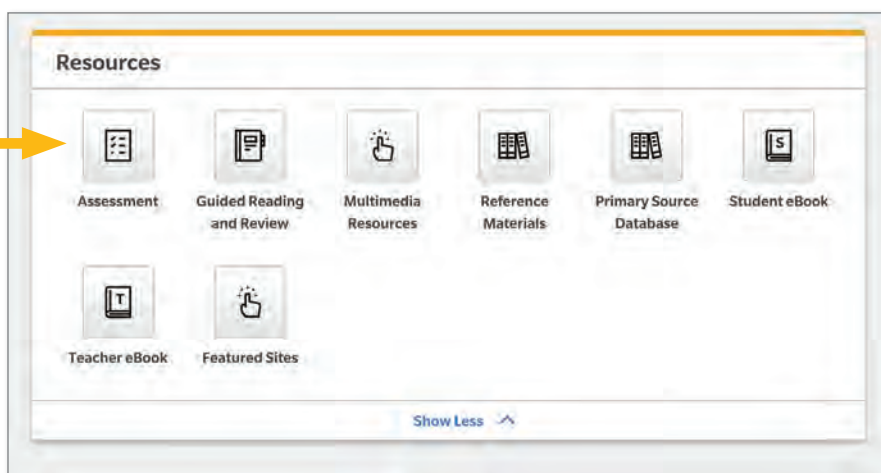 Resources
Assessment
Guided Reading
and Review
Multimedia
Resources
Reference
Materials
Primary Source
Database
S
Student eBook
T
Teacher eBook
Featured Sites
Show Less